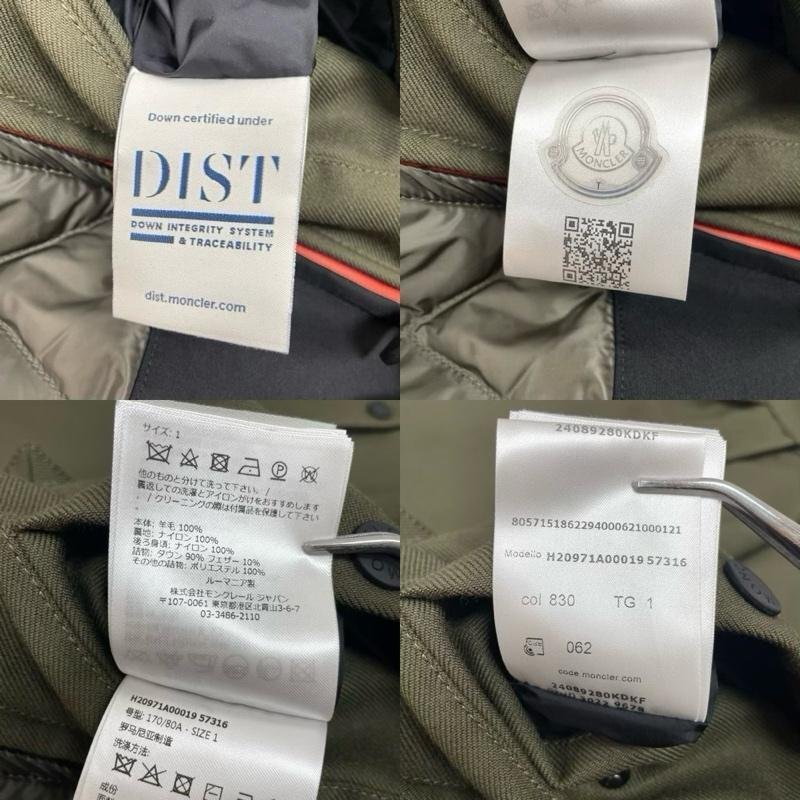 Down certified under
DIST
DOWN INTEGRITY SYSTEM
& TRACEABILITY
dist.moncler.com
MONCLER
T
サイズ: 1
他のものと分けて洗って下さい。/
裏返しての洗濯とアイロンがけをおすすめします
。/ クリーニングの際は付属品を保護して下さい
本体: 羊毛 100%
裏地: ナイロン 100%
後ろ身頃: ナイロン 100%
詰物: ダウン 90% フェザー 10%
その他の詰物: ポリエステル 100%
ルーマニア製
株式会社モンクレール ジャパン
〒107-0061 東京都港区北青山3-6-7
03-3486-2110
H20971A00019 57316
号型: 170/80A - SIZE 1
罗马尼亚制造
洗涤方法:
成份
24089280KDKF
8057151862294000621000121
Modello H20971A00019 57316
col 830 TG 1
062
code.moncler.com
24089280KDKF